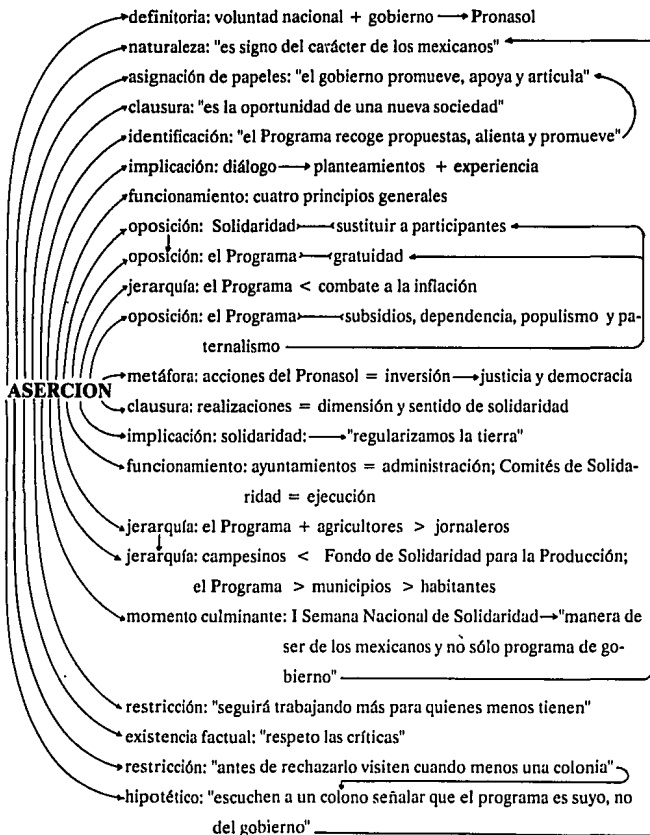 definitoria: voluntad nacional + gobierno → Pronasol
naturaleza: "es signo del carácter de los mexicanos"
asignación de papeles: "el gobierno promueve, apoya y articula"
clausura: "es la oportunidad de una nueva sociedad"
identificación: "el Programa recoge propuestas, alienta y promueve"
implicación: diálogo → planteamientos + experiencia
funcionamiento: cuatro principios generales
oposición: Solidaridad >—< sustituir a participantes
oposición: el Programa >—< gratuidad
jerarquía: el Programa < combate a la inflación
oposición: el Programa >—< subsidios, dependencia, populismo y pa-
ternalismo
metáfora: acciones del Pronasol = inversión → justicia y democracia
ASERCION
clausura: realizaciones = dimensión y sentido de solidaridad
implicación: solidaridad: → "regularizamos la tierra"
funcionamiento: ayuntamientos = administración; Comités de Solida-
ridad = ejecución
jerarquía: el Programa + agricultores > jornaleros
jerarquía: campesinos < Fondo de Solidaridad para la Producción;
el Programa > municipios > habitantes
momento culminante: I Semana Nacional de Solidaridad → "manera de
ser de los mexicanos y no sólo programa de go-
bierno"
restricción: "seguirá trabajando más para quienes menos tienen"
existencia factual: "respeto las críticas"
restricción: "antes de rechazarlo visiten cuando menos una colonia"
hipotético: "escuchen a un colono señalar que el programa es suyo, no
del gobierno"